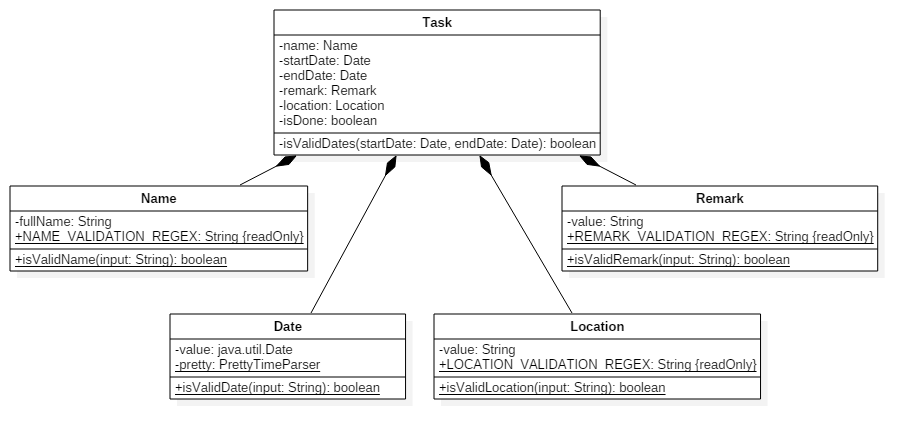 Task
-name: Name
-startDate: Date
-endDate: Date
-remark: Remark
-location: Location
-isDone: boolean
-isValidDates(startDate: Date, endDate: Date): boolean
Name
-fullName: String
+NAME_VALIDATION_REGEX: String {readOnly}
+isValidName(input: String): boolean
Remark
-value: String
+REMARK_VALIDATION_REGEX: String {readOnly}
+isValidRemark(input: String): boolean
Date
-value: java.util.Date
-pretty: PrettyTimeParser
+isValidDate(input: String): boolean
Location
-value: String
+LOCATION_VALIDATION_REGEX: String {readOnly}
+isValidLocation(input: String): boolean